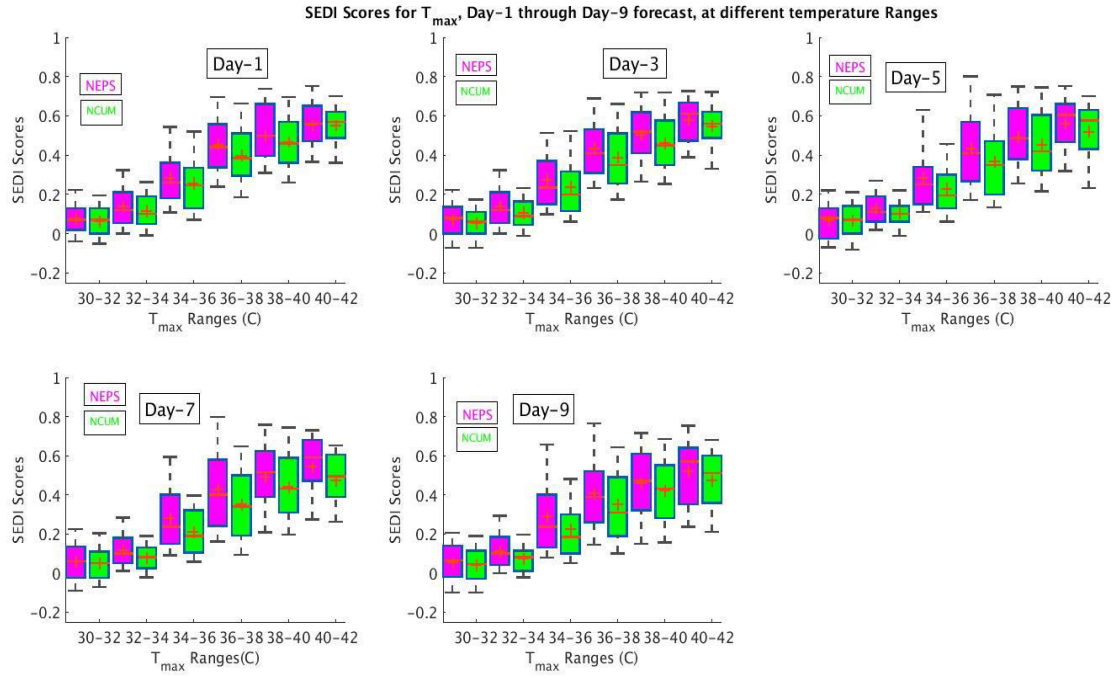 SEDI Scores for Tmax, Day-1 through Day-9 forecast, at different temperature Ranges
Day-1
NEPS
NCUM
SEDI Scores
1
0.8
0.6
0.4
0.2
0
-0.2
30-32 32-34 34-36 36-38 38-40 40-42
Tmax Ranges (C)
Day-3
NEPS
NCUM
SEDI Scores
1
0.8
0.6
0.4
0.2
0
-0.2
30-32 32-34 34-36 36-38 38-40 40-42
Tmax Ranges (C)
Day-5
NEPS
NCUM
SEDI Scores
1
0.8
0.6
0.4
0.2
0
-0.2
30-32 32-34 34-36 36-38 38-40 40-42
Tmax Ranges (C)
Day-7
NEPS
NCUM
SEDI Scores
1
0.8
0.6
0.4
0.2
0
-0.2
30-32 32-34 34-36 36-38 38-40 40-42
Tmax Ranges(C)
Day-9
NEPS
NCUM
SEDI Scores
1
0.8
0.6
0.4
0.2
0
-0.2
30-32 32-34 34-36 36-38 38-40 40-42
Tmax Ranges (C)